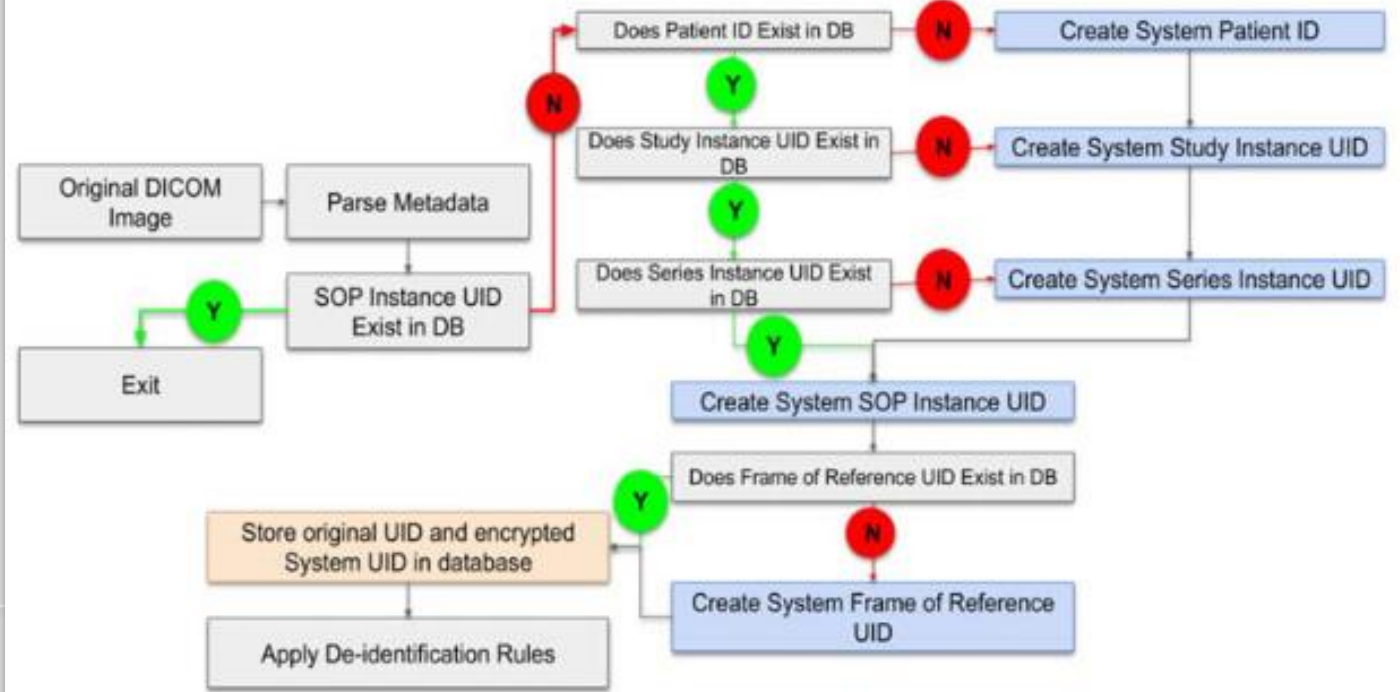 Does Patient ID Exist in DB
N
Create System Patient ID
Y
N
Does Study Instance UID Exist in
DB
N
Create System Study Instance UID
Original DICOM
Image
Parse Metadata
Y
Does Series Instance UID Exist
in DB
N
Create System Series Instance UID
SOP Instance UID
Exist in DB
Y
Y
Exit
Create System SOP Instance UID
Does Frame of Reference UID Exist in DB
Y
N
Store original UID and encrypted
System UID in database
Create System Frame of Reference
UID
Apply De-identification Rules